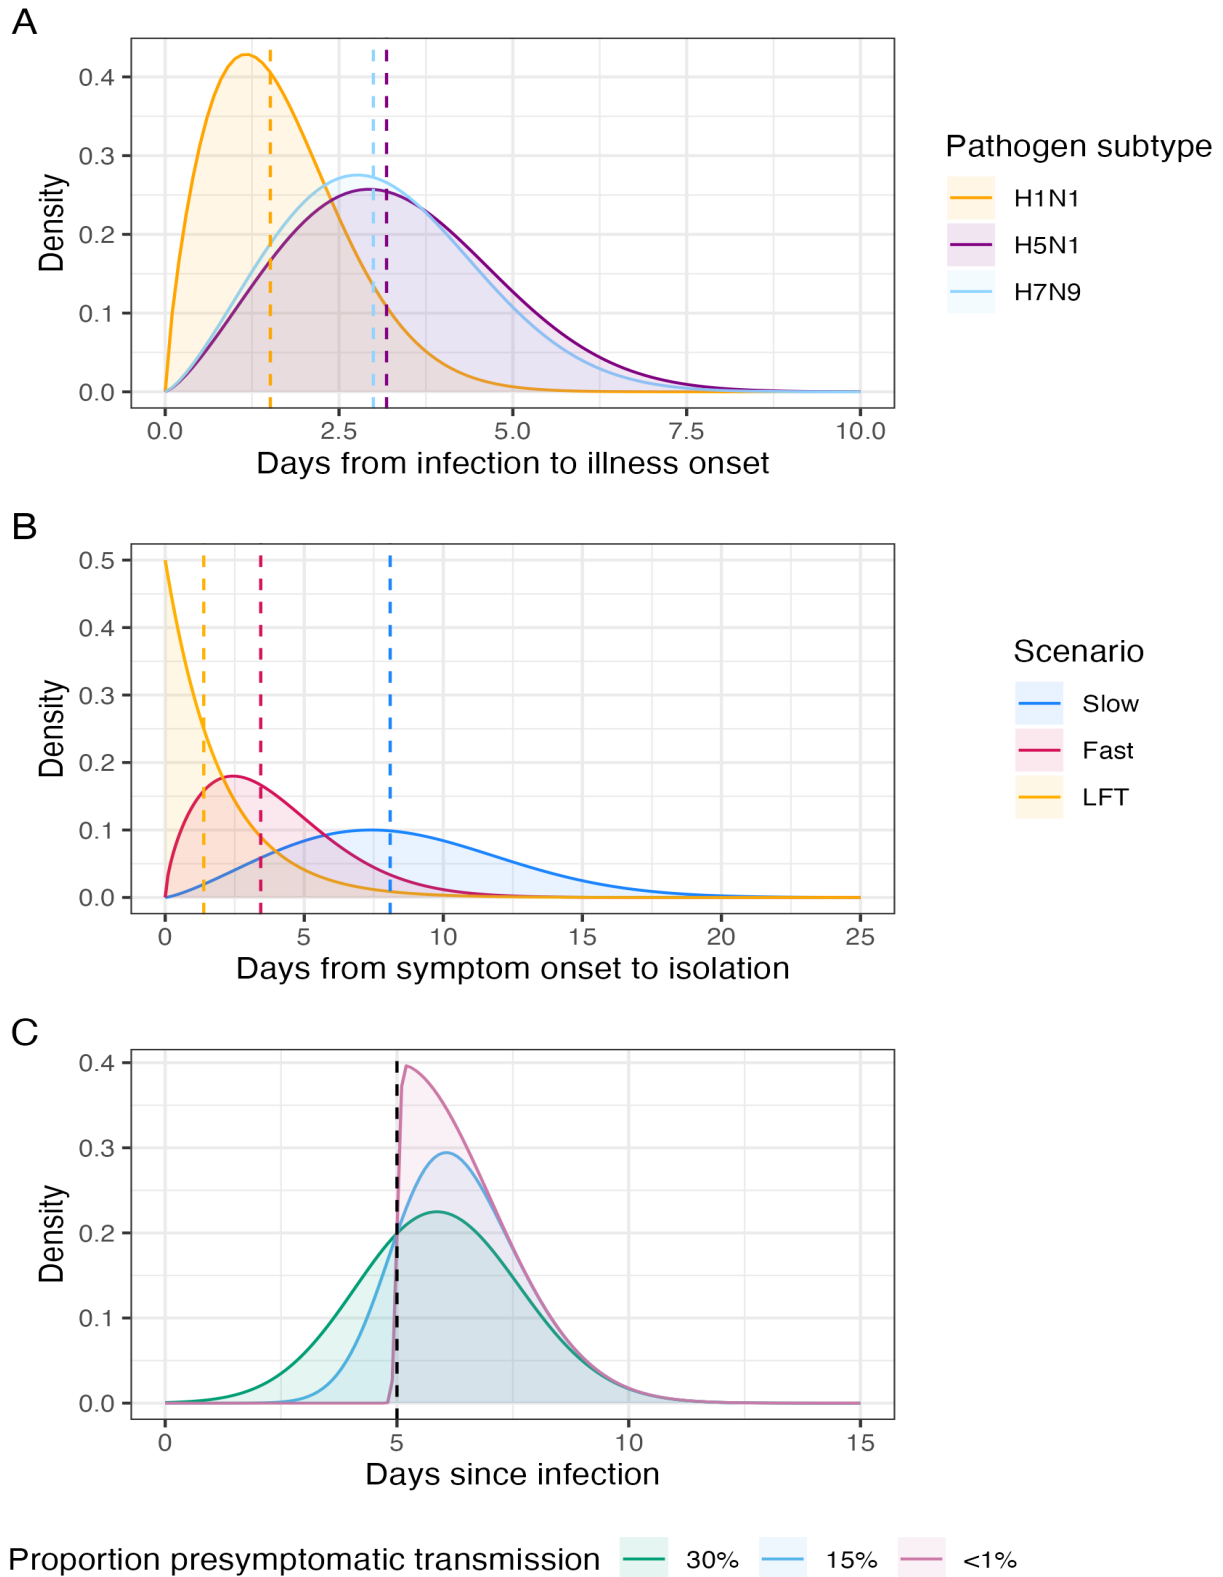 A
0.4
0.3
0.2
0.1
0.0
Density
0.0 2.5 5.0 7.5 10.0
Days from infection to illness onset
Pathogen subtype
H1N1
H5N1
H7N9
B
0.5
0.4
0.3
0.2
0.1
0.0
Density
0 5 10 15 20 25
Days from symptom onset to isolation
Scenario
Slow
Fast
LFT
C
0.4
0.3
0.2
0.1
0.0
Density
0 5 10 15
Days since infection
Proportion presymptomatic transmission 30% 15% <1%